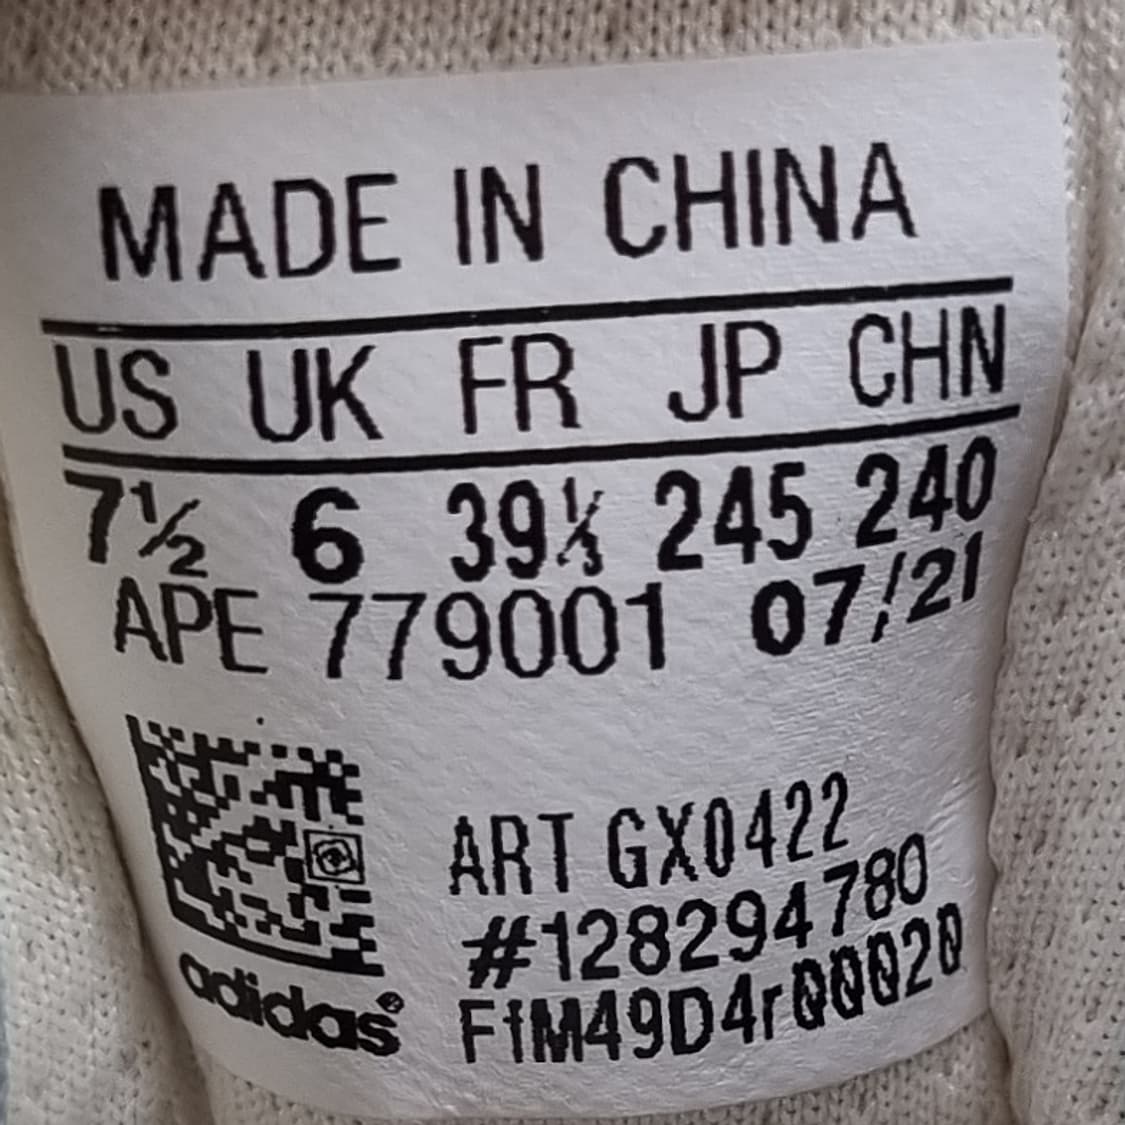 MADE IN CHINA
US UK FR JP CHN
7½ 6 39⅓ 245 240
APE 779001 07/21
ART GX0422
#128294780
F1M49D4r00020
adidas®